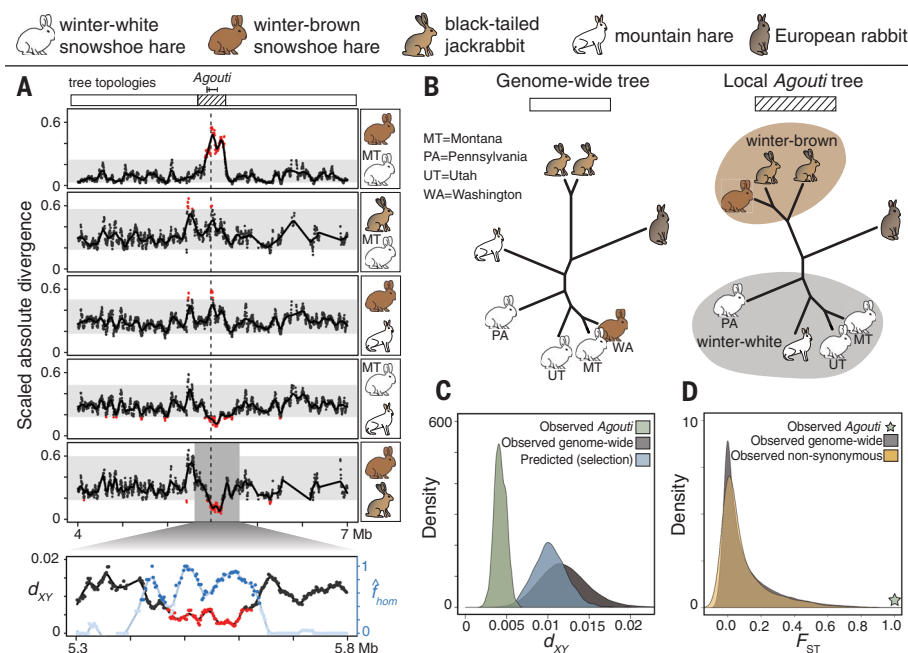 winter-white
snowshoe hare
winter-brown
snowshoe hare
black-tailed
jackrabbit
mountain hare
European rabbit
A
tree topologies
Agouti
Scaled absolute divergence
0.6
0
MT
0.6
0
MT
0.6
0
0.6
0
MT
0.6
0
4
7 Mb
0.02
d_XY
0
1
f̂_hom
0
5.3
5.8 Mb
B
Genome-wide tree
MT=Montana
PA=Pennsylvania
UT=Utah
WA=Washington
PA
UT
MT
WA
Local Agouti tree
winter-brown
PA
winter-white
UT
MT
C
600
Density
0
Observed Agouti
Observed genome-wide
Predicted (selection)
0 0.005 0.01 0.015 0.02
d_XY
D
10
Density
0
Observed Agouti
Observed genome-wide
Observed non-synonymous
0.0 0.2 0.4 0.6 0.8 1.0
F_ST